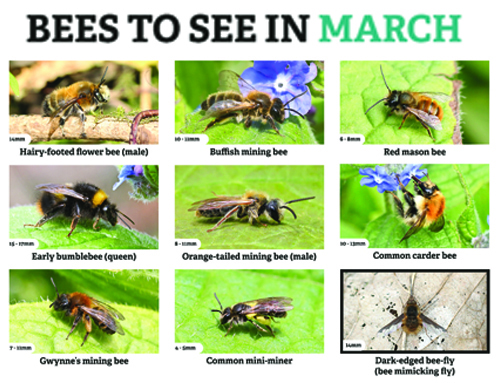 BEES TO SEE IN MARCH
14mm
10 - 11mm
6 - 8mm
Hairy-footed flower bee (male)
Buffish mining bee
Red mason bee
15 - 17mm
8 - 11mm
10 - 13mm
Early bumblebee (queen)
Orange-tailed mining bee (male)
Common carder bee
7 - 11mm
4 - 5mm
14mm
Gwynne's mining bee
Common mini-miner
Dark-edged bee-fly
(bee mimicking fly)